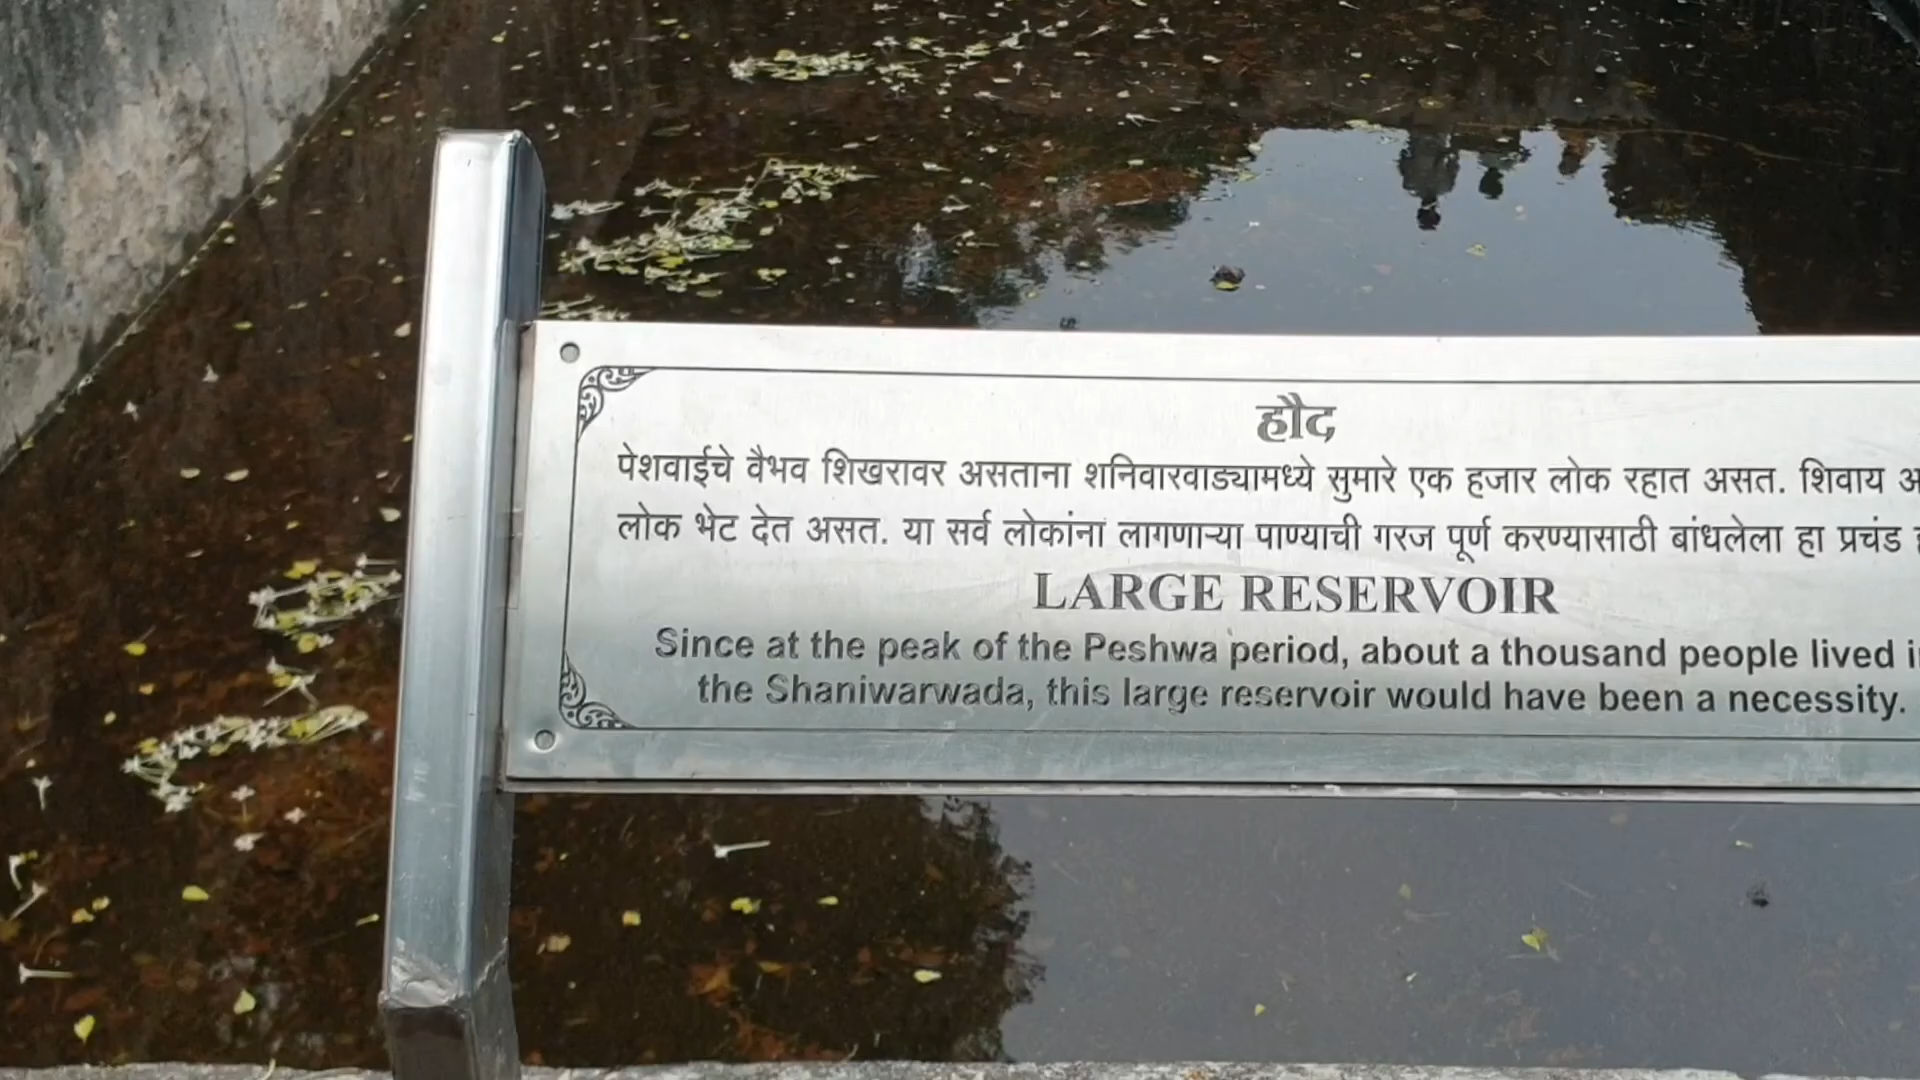 हौद
पेशवाईचे वैभव शिखरावर असताना शनिवारवाड्यामध्ये सुमारे एक हजार लोक रहात असत. शिवाय
लोक भेट देत असत. या सर्व लोकांना लागणाऱ्या पाण्याची गरज पूर्ण करण्यासाठी बांधलेला हा प्रचंड
LARGE RESERVOIR
Since at the peak of the Peshwa period, about a thousand people lived
the Shaniwarwada, this large reservoir would have been a necessity.